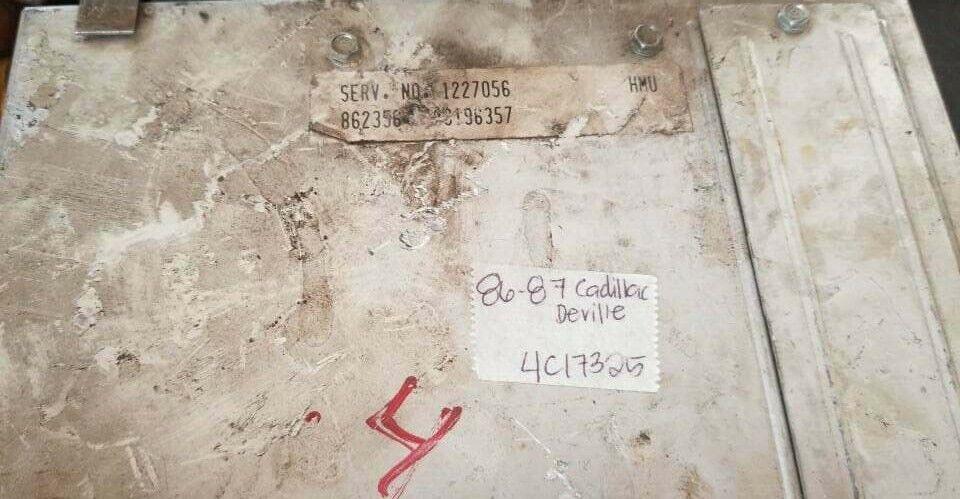 SERV. NO. 1227056 HMU
86-87 Cadillac
Deville
4C17325
4